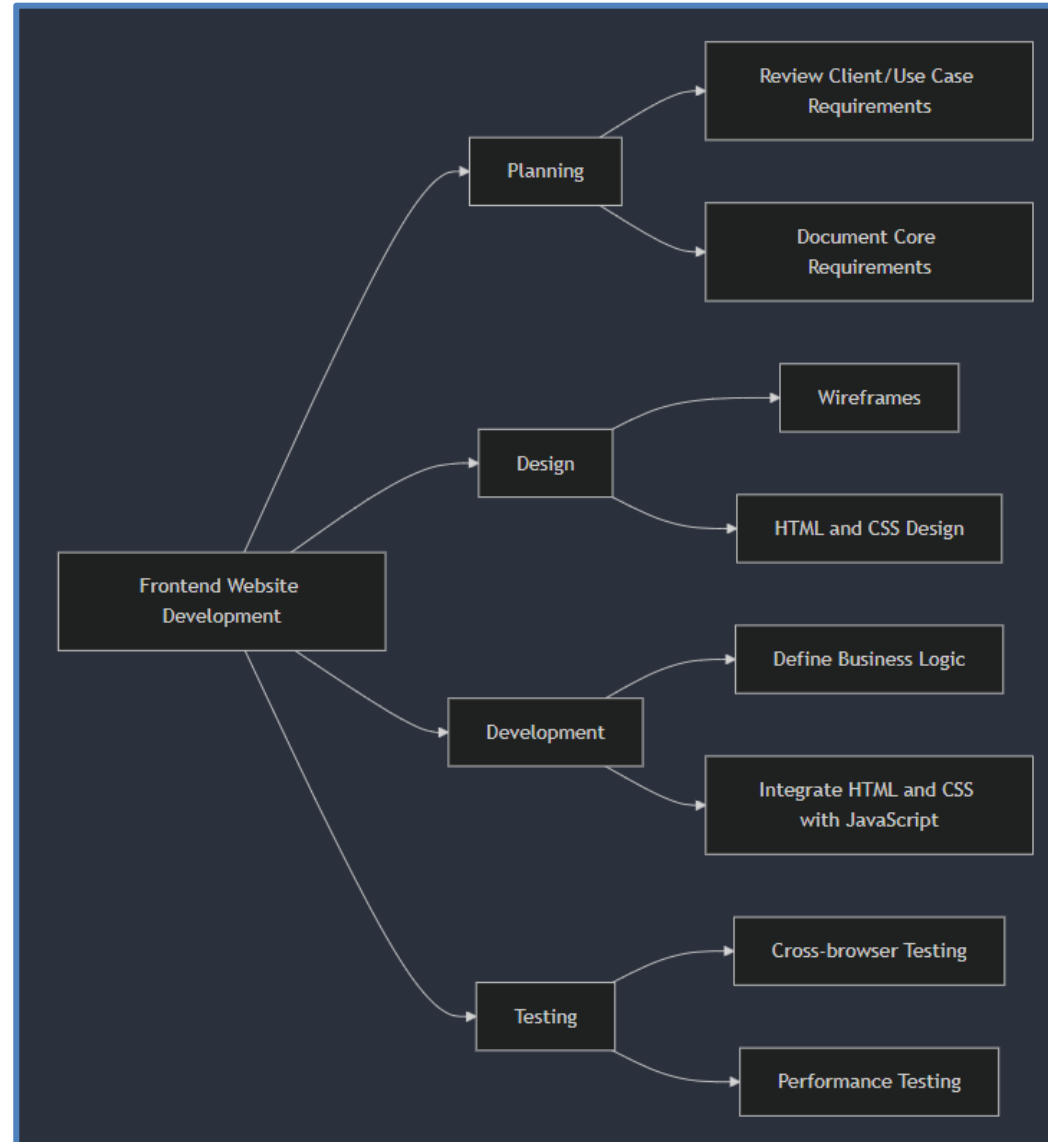 Frontend Website
Development
Planning
Review Client/Use Case
Requirements
Document Core
Requirements
Design
Wireframes
HTML and CSS Design
Development
Define Business Logic
Integrate HTML and CSS
with JavaScript
Testing
Cross-browser Testing
Performance Testing